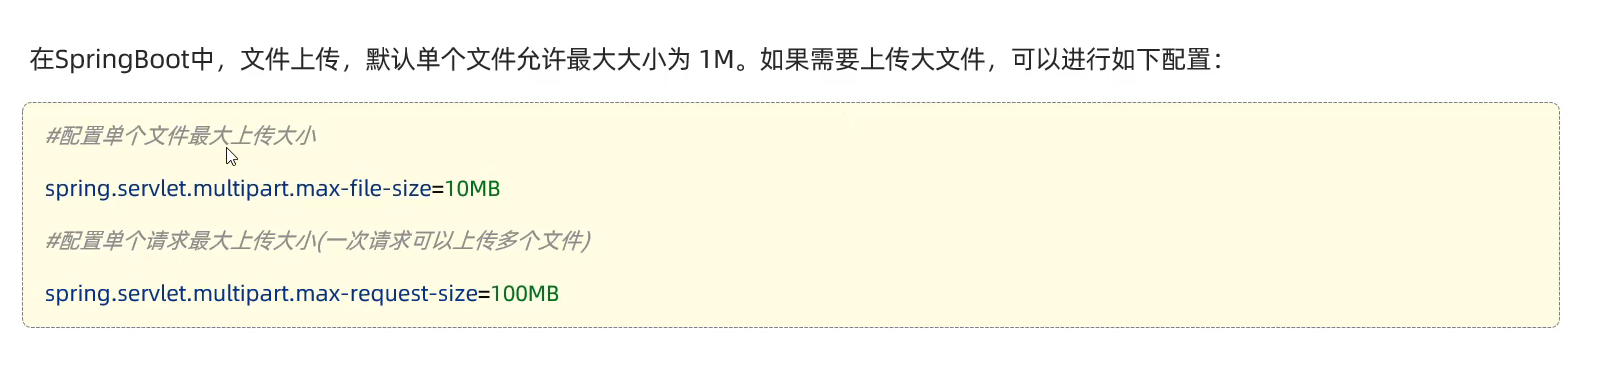 在SpringBoot中，文件上传，默认单个文件允许最大大小为 1M。如果需要上传大文件，可以进行如下配置：
#配置单个文件最大上传大小
spring.servlet.multipart.max-file-size=10MB
#配置单个请求最大上传大小(一次请求可以上传多个文件)
spring.servlet.multipart.max-request-size=100MB